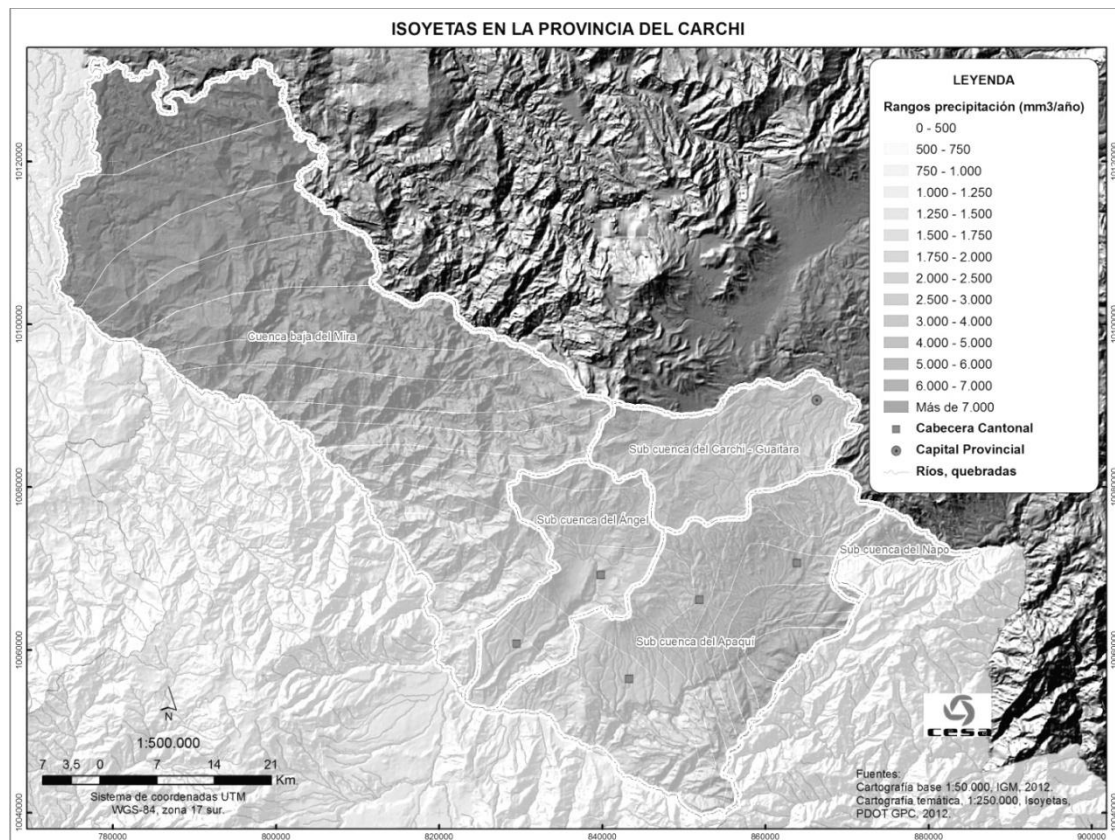 ISOYETAS EN LA PROVINCIA DEL CARCHI
LEYENDA
Rangos precipitación (mm3/año)
0 - 500
500 - 750
750 - 1.000
1.000 - 1.250
1.250 - 1.500
1.500 - 1.750
1.750 - 2.000
2.000 - 2.500
2.500 - 3.000
3.000 - 4.000
4.000 - 5.000
5.000 - 6.000
6.000 - 7.000
Más de 7.000
Cabecera Cantonal
Capital Provincial
Ríos, quebradas
10120000
10120000
10100000
10100000
Cuenca baja del Mira
Sub cuenca del Carchi - Guaitara
10080000
Sub cuenca del Ángel
Sub cuenca del Napo
Sub cuenca del Apaquí
10060000
10060000
N
1:500.000
7 3,5 0 7 14 21
Km.
Sistema de coordenadas UTM
WGS-84, zona 17 sur.
cesa
Fuentes:
Cartografía base 1:50.000, IGM, 2012.
Cartografía temática, 1:250.000, Isoyetas,
PDOT GPC, 2012.
10040000
780000 800000 820000 840000 860000 880000 900000